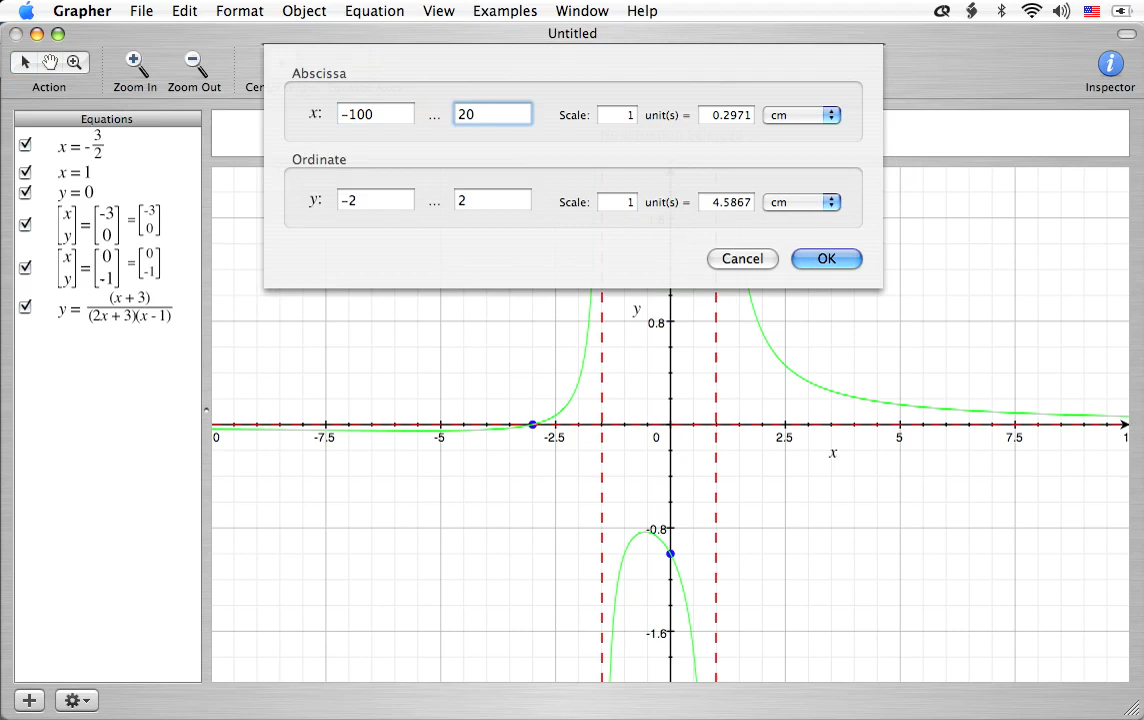 Grapher File Edit Format Object Equation View Examples Window Help
Untitled
Action Zoom In Zoom Out Inspector
Abscissa
x: -100 ... 20 Scale: 1 unit(s) = 0.2971 cm
Ordinate
y: -2 ... 2 Scale: 1 unit(s) = 4.5867 cm
Cancel OK
Equations
x = -3/2
x = 1
y = 0
[x y] = [-3 0] = [-3 0]
[x y] = [0 -1] = [0 -1]
y = (x + 3)/(2x + 3)(x - 1)
y
0.8
0 -7.5 -5 -2.5 0 2.5 5 7.5 1
x
-0.8
-1.6